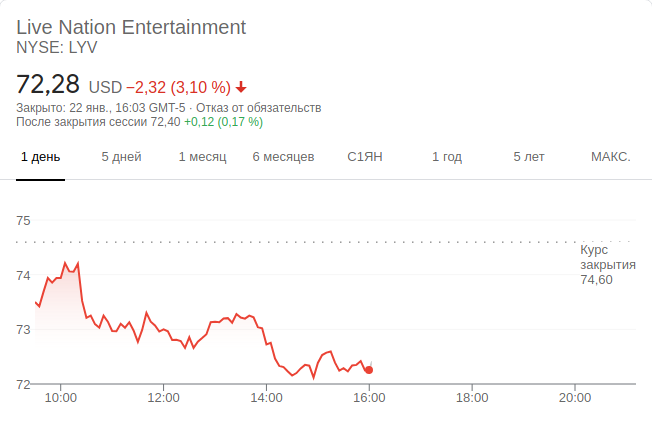 Live Nation Entertainment
NYSE: LYV
72,28 USD −2,32 (3,10 %)
Закрыто: 22 янв., 16:03 GMT-5 · Отказ от обязательств
После закрытия сессии 72,40 +0,12 (0,17 %)
1 день 5 дней 1 месяц 6 месяцев С1ЯН 1 год 5 лет МАКС.
75
Курс
закрытия
74,60
74
73
72
10:00 12:00 14:00 16:00 18:00 20:00